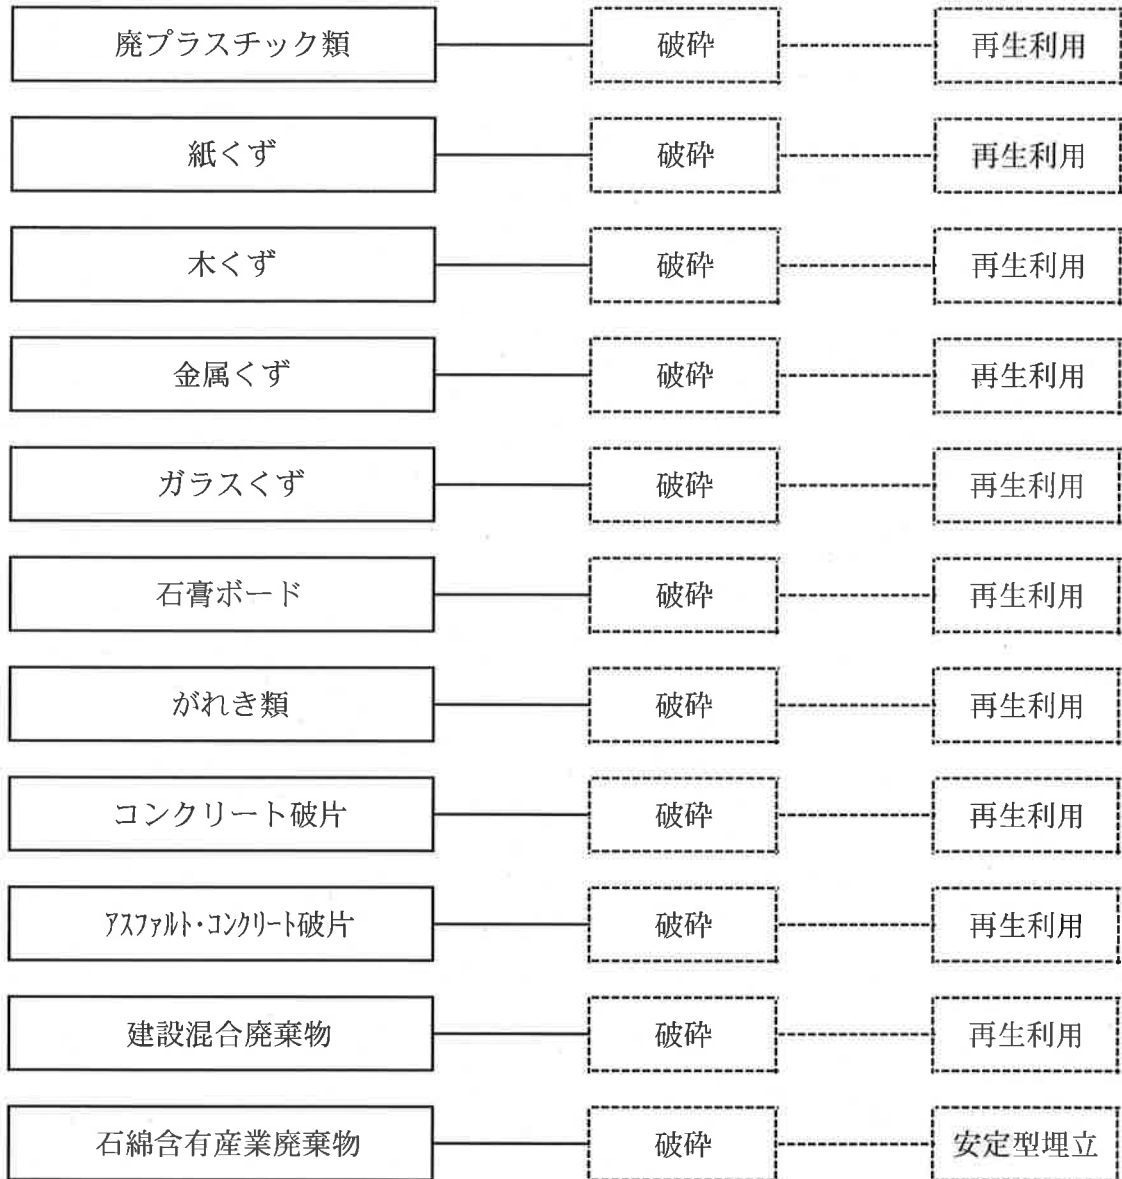 廃プラスチック類 破砕 再生利用
紙くず 破砕 再生利用
木くず 破砕 再生利用
金属くず 破砕 再生利用
ガラスくず 破砕 再生利用
石膏ボード 破砕 再生利用
がれき類 破砕 再生利用
コンクリート破片 破砕 再生利用
ｱｽﾌｧﾙﾄ･ｺﾝｸﾘｰﾄ破片 破砕 再生利用
建設混合廃棄物 破砕 再生利用
石綿含有産業廃棄物 破砕 安定型埋立